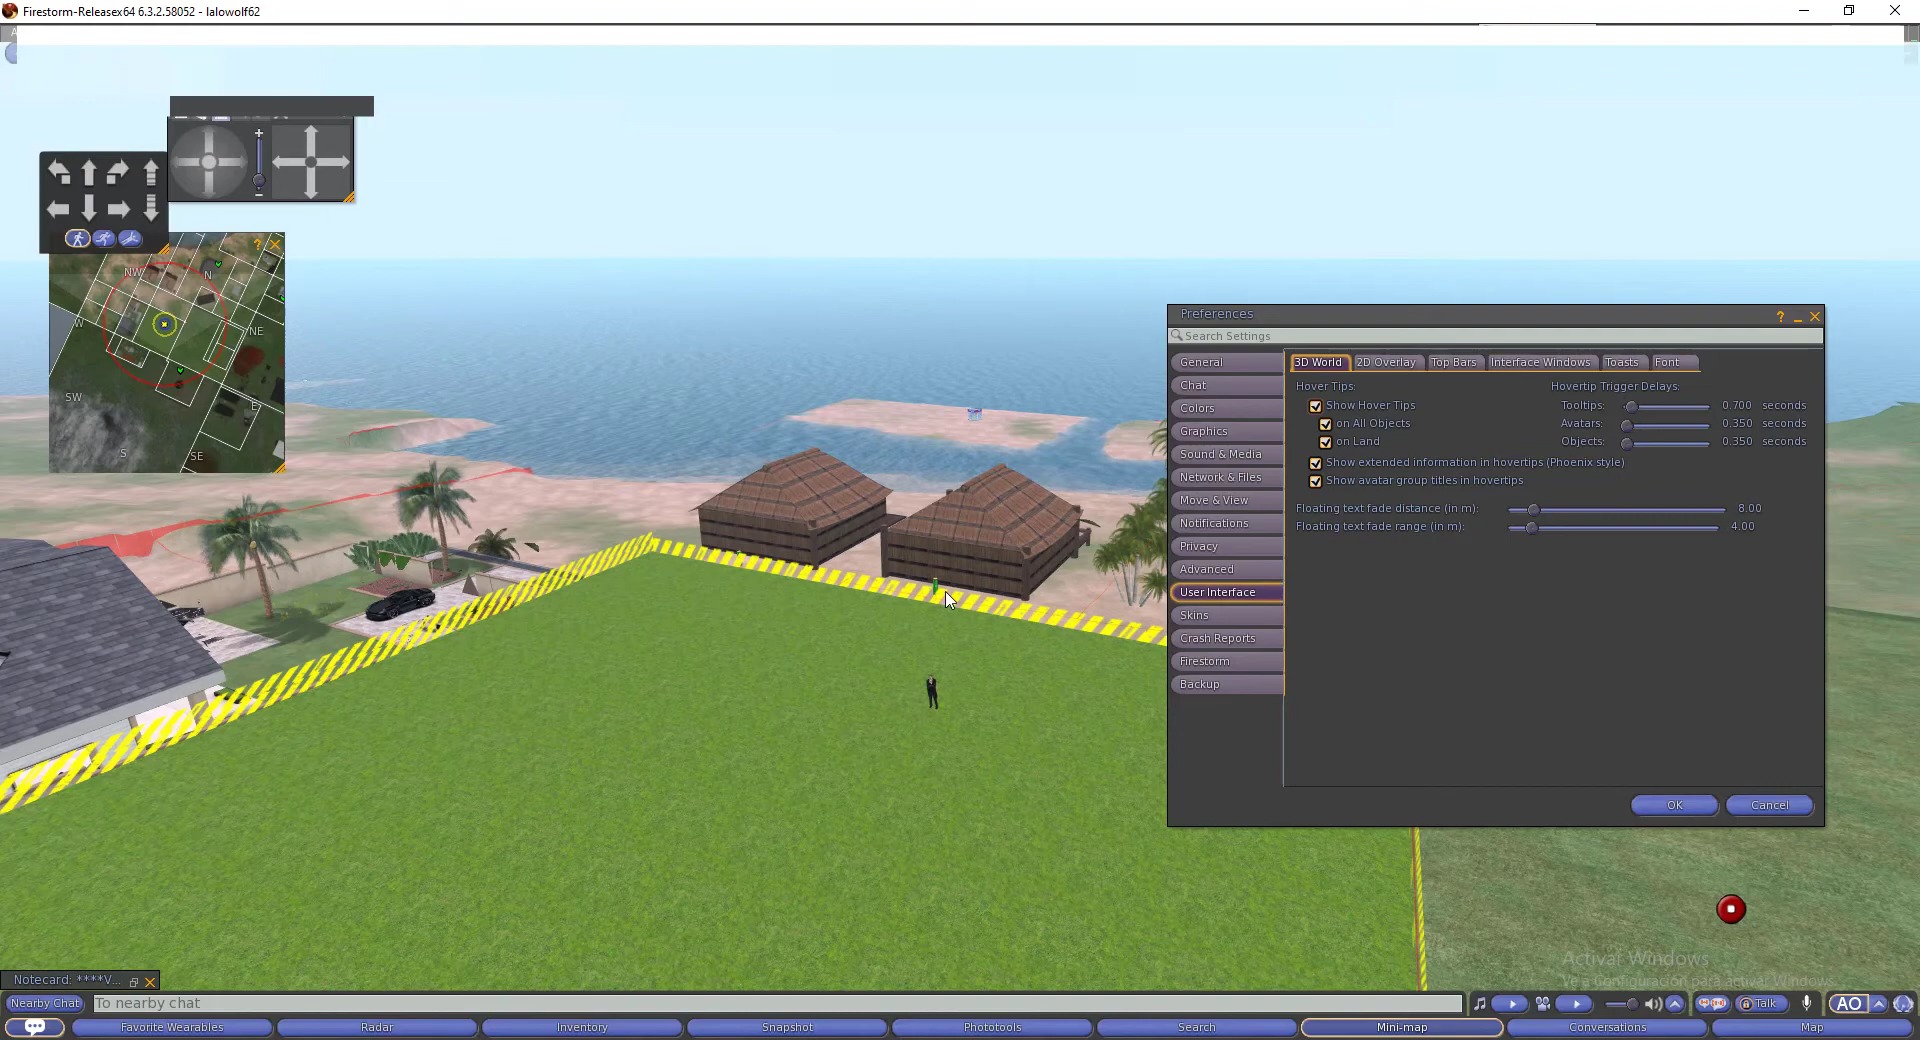 Firestorm-Releasex64 6.3.2.58052 - lalowolf62
NW
N
W
NE
SW
E
S
SE
Preferences
Search Settings
General
Chat
Colors
Graphics
Sound & Media
Network & Files
Move & View
Notifications
Privacy
Advanced
User Interface
Skins
Crash Reports
Firestorm
Backup
3D World 2D Overlay Top Bars Interface Windows Toasts Font
Hover Tips:
Show Hover Tips
on All Objects
on Land
Show extended information in hovertips (Phoenix style)
Show avatar group titles in hovertips
Hovertip Trigger Delays:
Tooltips: 0.700 seconds
Avatars: 0.350 seconds
Objects: 0.350 seconds
Floating text fade distance (in m): 8.00
Floating text fade range (in m): 4.00
OK Cancel
Activar Windows
Ve a Configuración para activar Windows.
Notecard: ****V...
Nearby Chat To nearby chat Talk AO
Favorite Wearables Radar Inventory Snapshot Phototools Search Mini-map Conversations Map